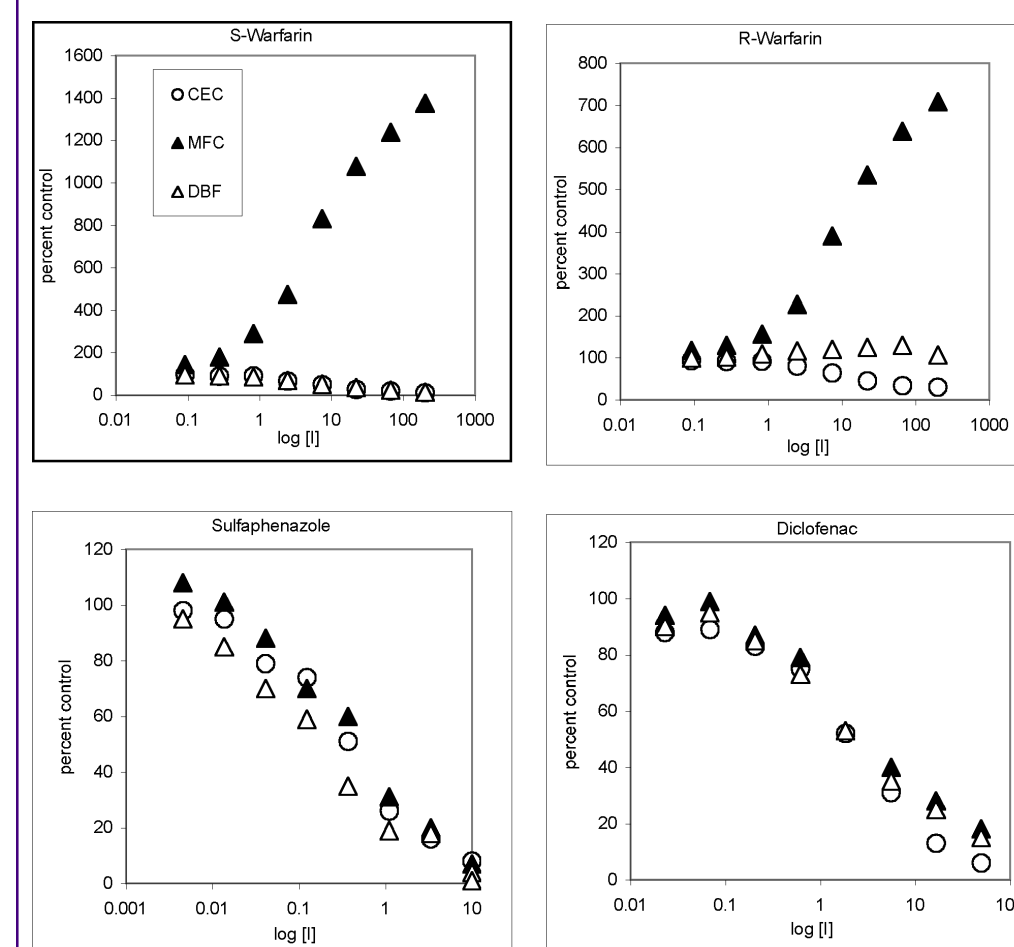 S-Warfarin
1600
1400
1200
1000
800
600
400
200
0
CEC
MFC
DBF
percent control
0.01 0.1 1 10 100 1000
log [I]
R-Warfarin
800
700
600
500
400
300
200
100
0
percent control
0.01 0.1 1 10 100 1000
log [I]
Sulfaphenazole
120
100
80
60
40
20
0
percent control
0.001 0.01 0.1 1 10
log [I]
Diclofenac
120
100
80
60
40
20
0
percent control
0.01 0.1 1 10
log [I]